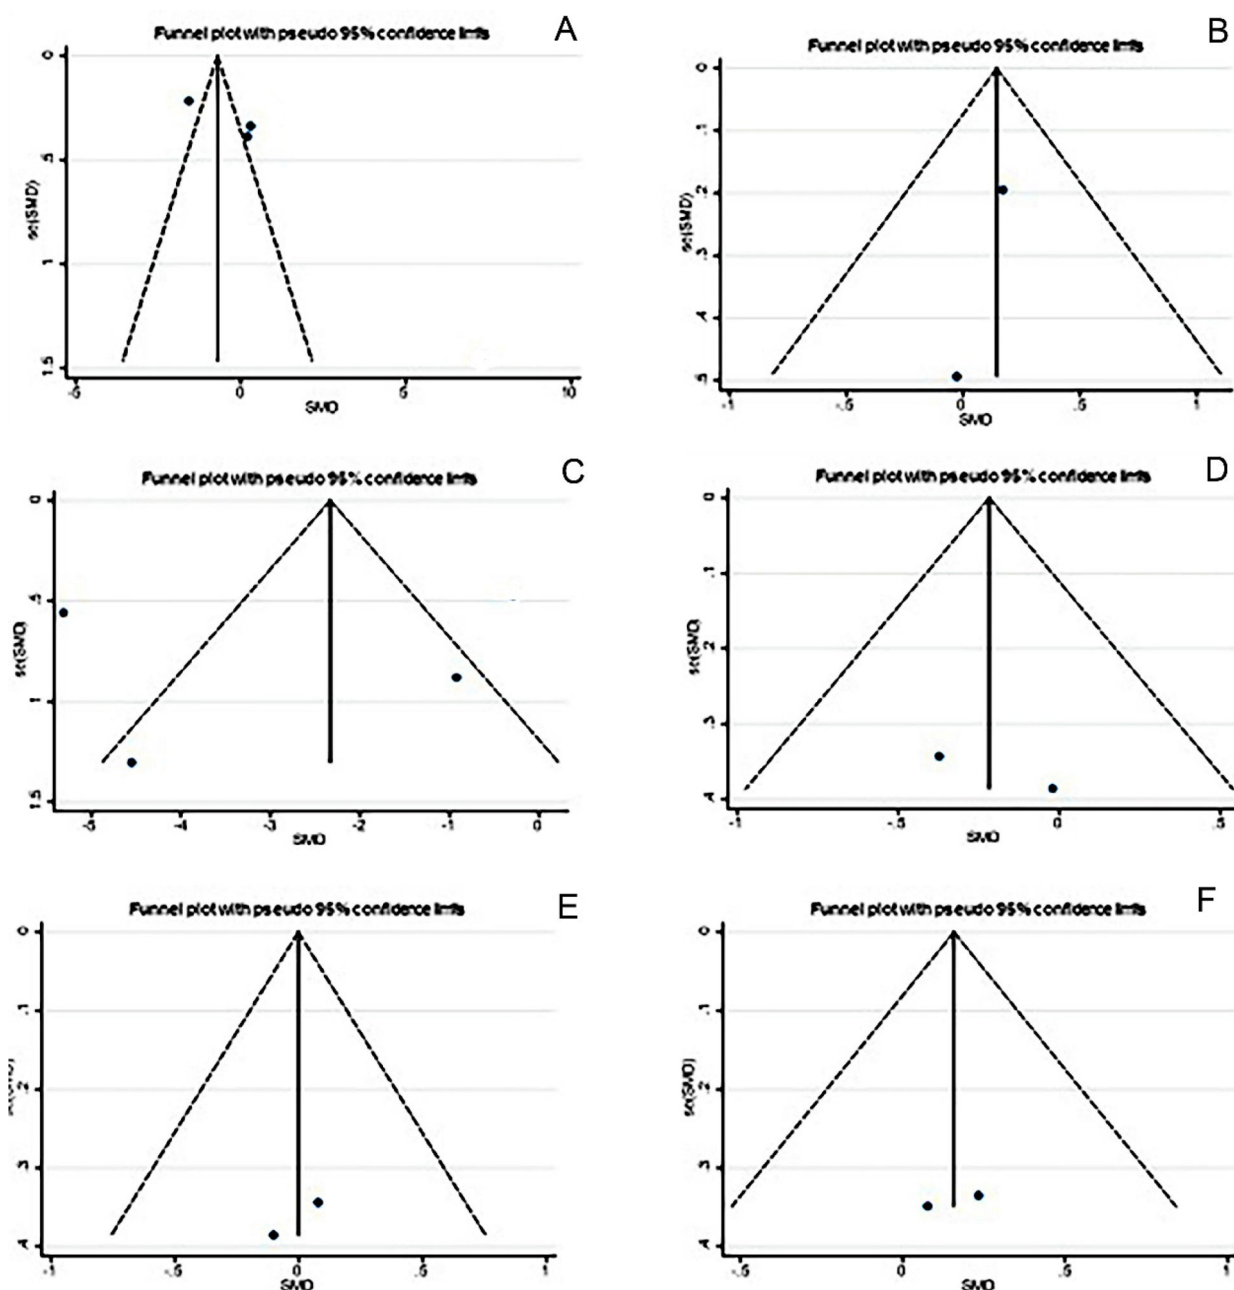 Funnel plot with pseudo 95% confidence limits
A
0
.5
1
1.5
se(SMD)
-5
0
5
10
SMD
Funnel plot with pseudo 95% confidence limits
B
0
.1
.2
.3
.4
.5
se(SMD)
-1
-.5
0
.5
1
SMD
Funnel plot with pseudo 95% confidence limits
C
0
.5
1
1.5
se(SMD)
-1
0
SMD
Funnel plot with pseudo 95% confidence limits
D
0
.1
.2
.3
.4
se(SMD)
-1
-.5
0
.5
SMD
Funnel plot with pseudo 95% confidence limits
E
0
.1
.2
.3
.4
se(SMD)
-1
-.5
0
.5
1
SMD
Funnel plot with pseudo 95% confidence limits
F
0
.1
.2
.3
.4
se(SMD)
-.5
0
.5
1
SMD